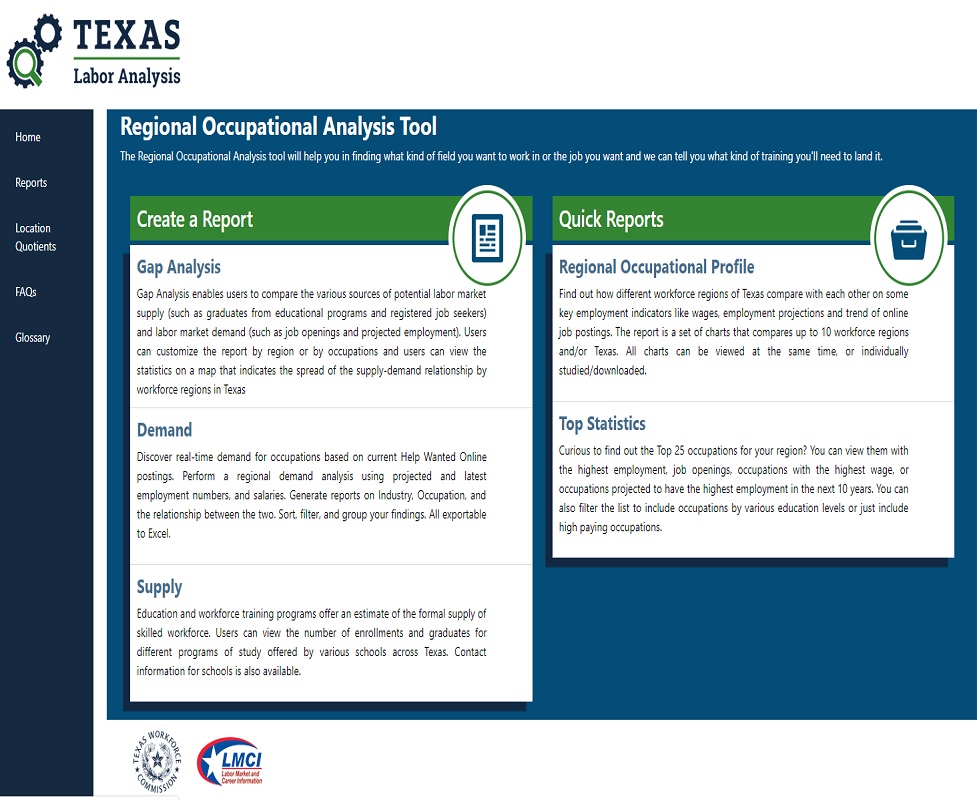 TEXAS
Labor Analysis
Home
Reports
Location
Quotients
FAQs
Glossary
Regional Occupational Analysis Tool
The Regional Occupational Analysis tool will help you in finding what kind of field you want to work in or the job you want and we can tell you what kind of training you'll need to land it.
Create a Report
Gap Analysis
Gap Analysis enables users to compare the various sources of potential labor market
supply (such as graduates from educational programs and registered job seekers)
and labor market demand (such as job openings and projected employment). Users
can customize the report by region or by occupations and users can view the
statistics on a map that indicates the spread of the supply-demand relationship by
workforce regions in Texas
Demand
Discover real-time demand for occupations based on current Help Wanted Online
postings. Perform a regional demand analysis using projected and latest
employment numbers, and salaries. Generate reports on Industry, Occupation, and
the relationship between the two. Sort, filter, and group your findings. All exportable
to Excel.
Supply
Education and workforce training programs offer an estimate of the formal supply of
skilled workforce. Users can view the number of enrollments and graduates for
different programs of study offered by various schools across Texas. Contact
information for schools is also available.
Quick Reports
Regional Occupational Profile
Find out how different workforce regions of Texas compare with each other on some
key employment indicators like wages, employment projections and trend of online
job postings. The report is a set of charts that compares up to 10 workforce regions
and/or Texas. All charts can be viewed at the same time, or individually
studied/downloaded.
Top Statistics
Curious to find out the Top 25 occupations for your region? You can view them with
the highest employment, job openings, occupations with the highest wage, or
occupations projected to have the highest employment in the next 10 years. You can
also filter the list to include occupations by various education levels or just include
high paying occupations.
TEXAS WORKFORCE
COMMISSION
LMCI
Labor Market and
Career Information